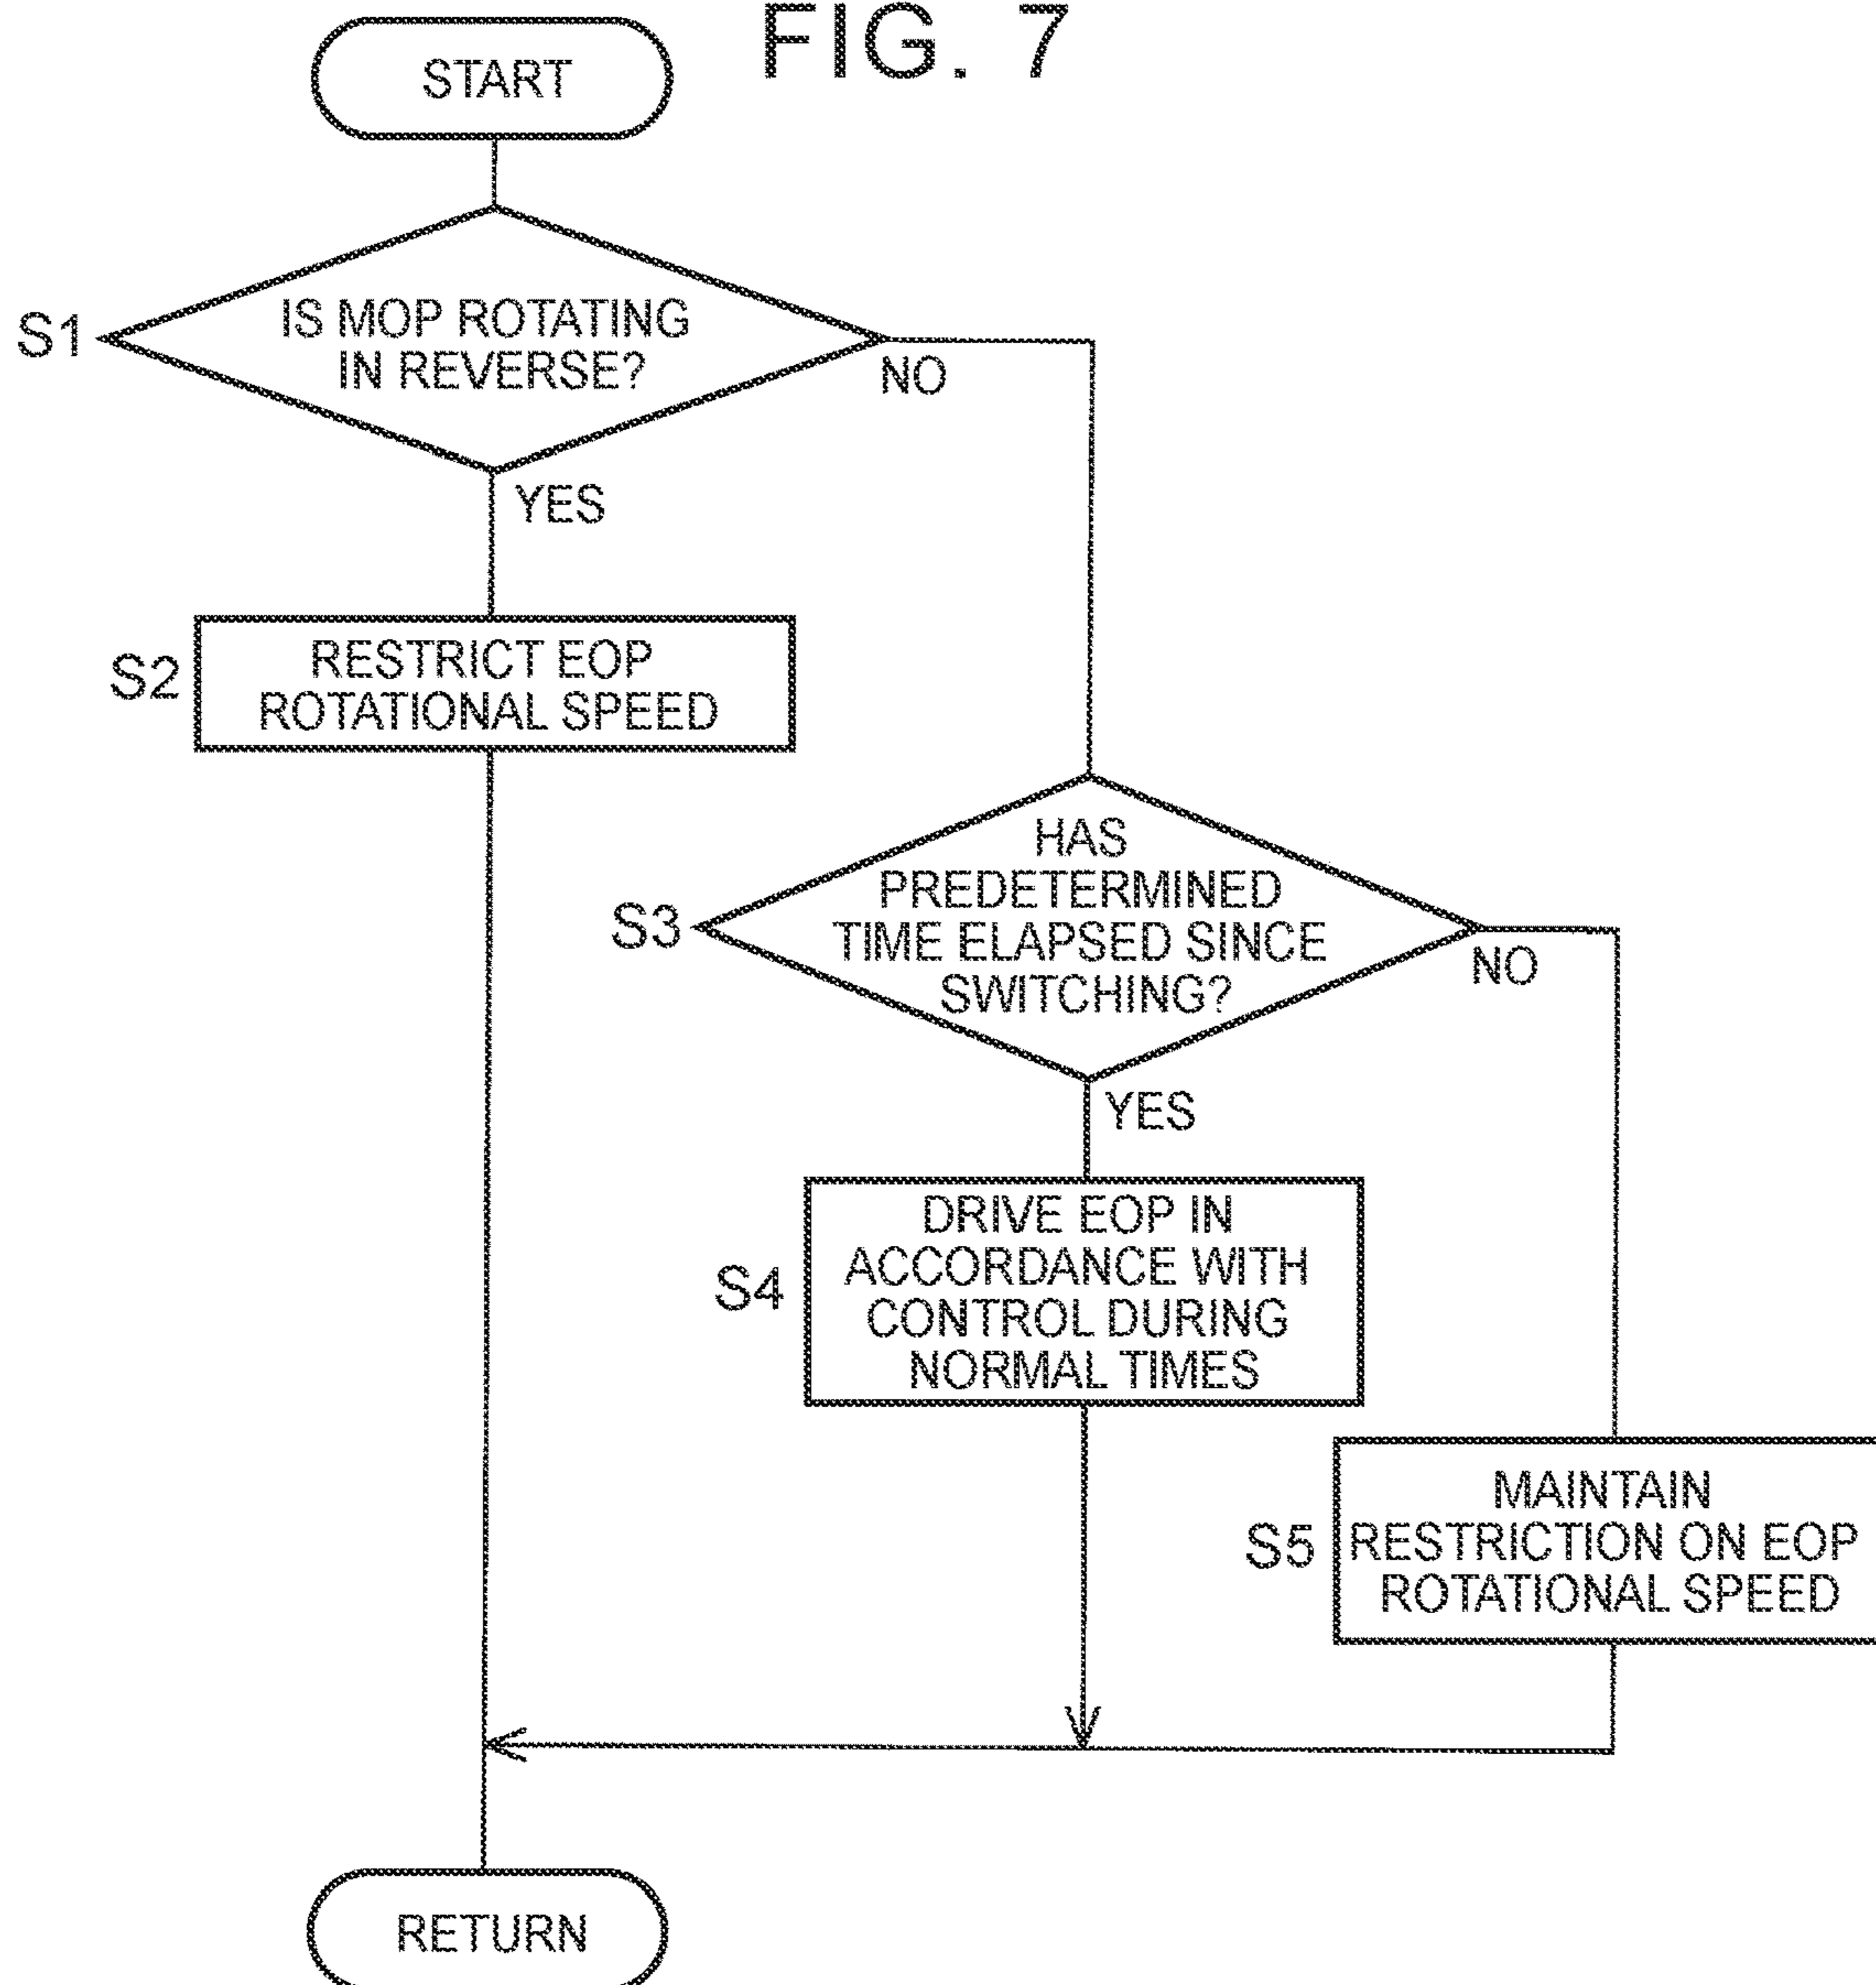 FIG. 7
START
S1
IS MOP ROTATING
IN REVERSE?
NO
YES
S2
RESTRICT EOP
ROTATIONAL SPEED
S3
HAS
PREDETERMINED
TIME ELAPSED SINCE
SWITCHING?
NO
YES
S4
DRIVE EOP IN
ACCORDANCE WITH
CONTROL DURING
NORMAL TIMES
S5
MAINTAIN
RESTRICTION ON EOP
ROTATIONAL SPEED
RETURN